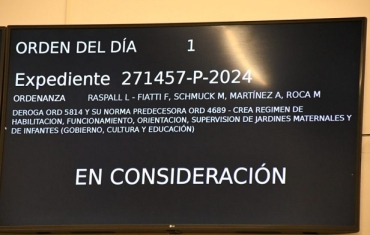 ORDEN DEL DÍA 1
Expediente 271457-P-2024
ORDENANZA RASPALL L - FIATTI F, SCHMUCK M, MARTÍNEZ A, ROCA M
DEROGA ORD 5814 Y SU NORMA PREDECESORA ORD 4689 - CREA REGIMEN DE
HABILITACION, FUNCIONAMIENTO, ORIENTACION, SUPERVISION DE JARDINES MATERNALES Y
DE INFANTES (GOBIERNO, CULTURA Y EDUCACIÓN)
EN CONSIDERACIÓN
LG